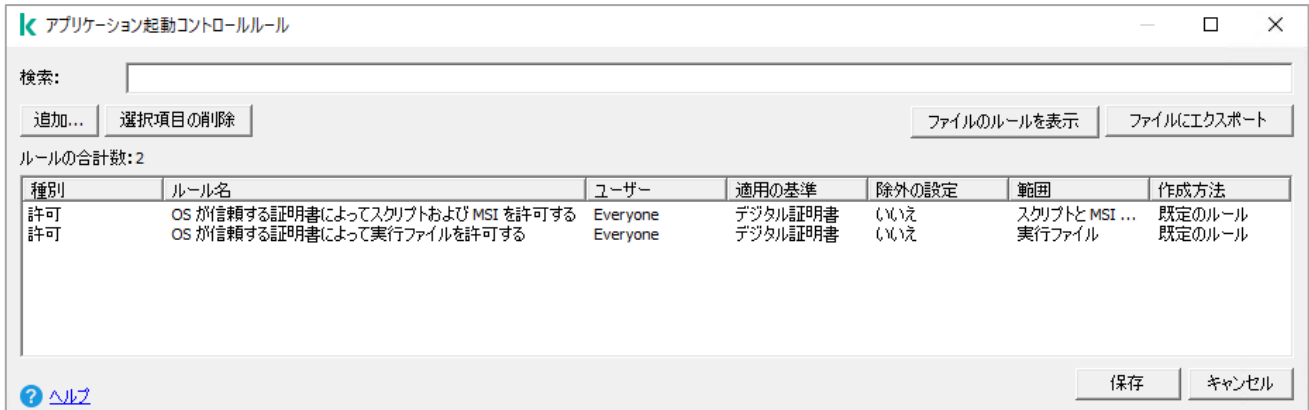 アプリケーション起動コントロールルール
検索:
追加... 選択項目の削除 ファイルのルールを表示 ファイルにエクスポート
ルールの合計数: 2
種別 ルール名 ユーザー 適用の基準 除外の設定 範囲 作成方法
許可 OS が信頼する証明書によってスクリプトおよび MSI を許可する Everyone デジタル証明書 いいえ スクリプトと MSI ... 既定のルール
許可 OS が信頼する証明書によって実行ファイルを許可する Everyone デジタル証明書 いいえ 実行ファイル 既定のルール
保存 キャンセル
? ヘルプ